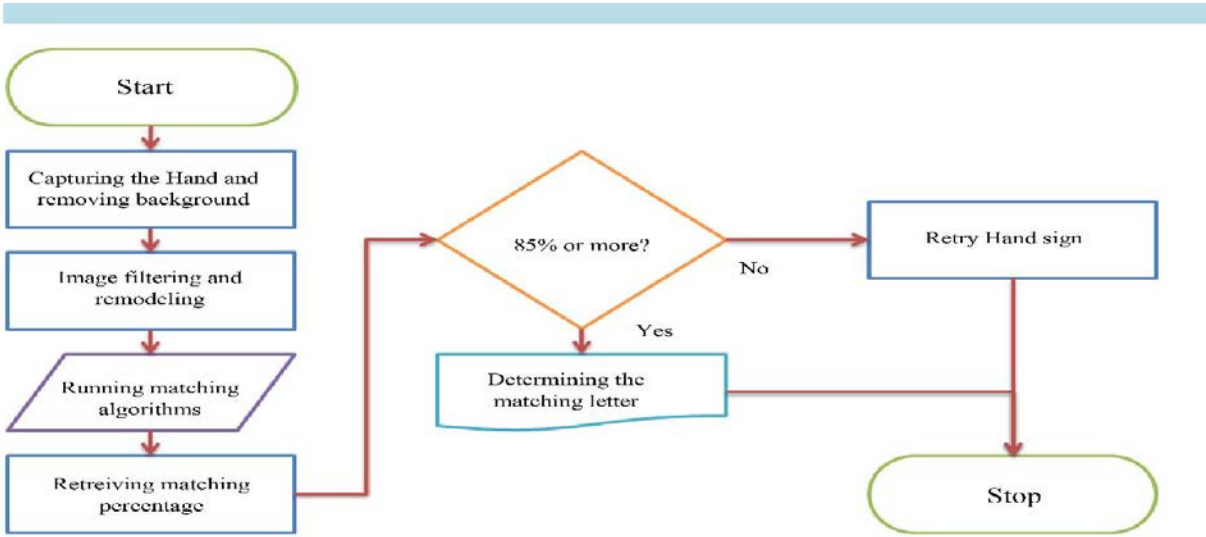 Start
Capturing the Hand and
removing background
Image filtering and
remodeling
Running matching
algorithms
Retreiving matching
percentage
85% or more?
No
Yes
Retry Hand sign
Determining the
matching letter
Stop